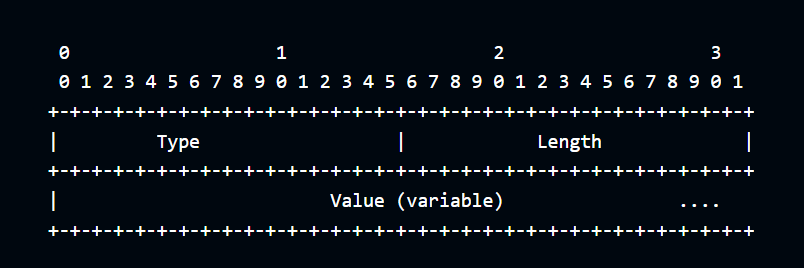 0                   1                   2                   3
 0 1 2 3 4 5 6 7 8 9 0 1 2 3 4 5 6 7 8 9 0 1 2 3 4 5 6 7 8 9 0 1
+-+-+-+-+-+-+-+-+-+-+-+-+-+-+-+-+-+-+-+-+-+-+-+-+-+-+-+-+-+-+-+-+
|         Type                  |            Length             |
+-+-+-+-+-+-+-+-+-+-+-+-+-+-+-+-+-+-+-+-+-+-+-+-+-+-+-+-+-+-+-+-+
|                         Value (variable)                ....
+-+-+-+-+-+-+-+-+-+-+-+-+-+-+-+-+-+-+-+-+-+-+-+-+-+-+-+-+-+-+-+-+